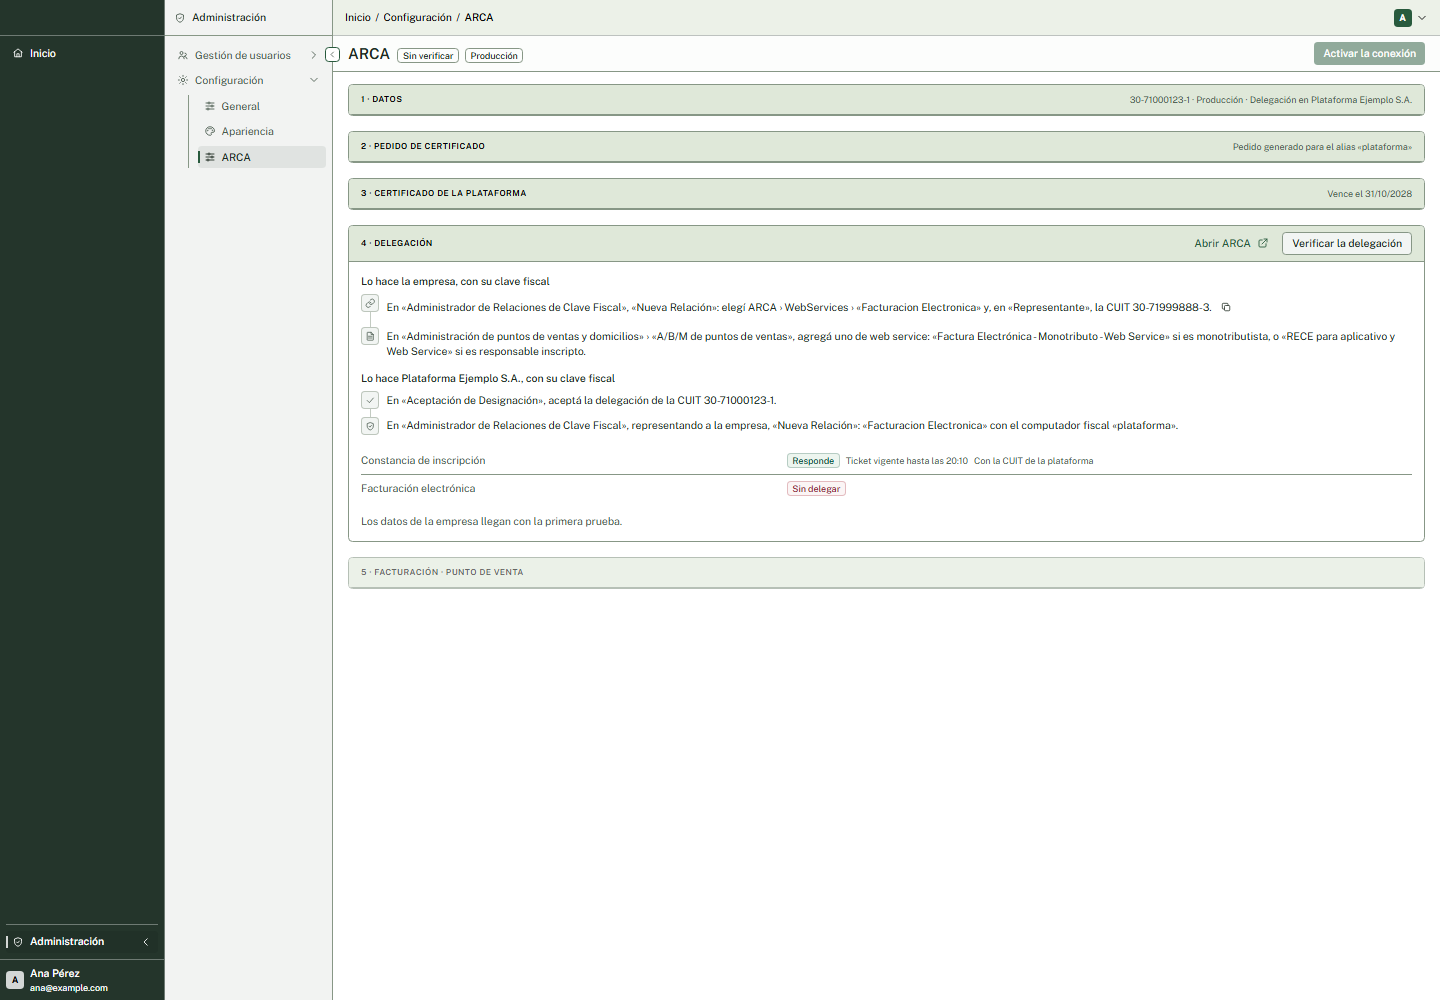 Administración
Inicio / Configuración / ARCA
A
Inicio
Gestión de usuarios
Configuración
General
Apariencia
ARCA
ARCA
Sin verificar
Producción
Activar la conexión
1 · DATOS
30-71000123-1 · Producción · Delegación en Plataforma Ejemplo S.A.
2 · PEDIDO DE CERTIFICADO
Pedido generado para el alias «plataforma»
3 · CERTIFICADO DE LA PLATAFORMA
Vence el 31/10/2028
4 · DELEGACIÓN
Abrir ARCA
Verificar la delegación
Lo hace la empresa, con su clave fiscal
En «Administrador de Relaciones de Clave Fiscal», «Nueva Relación»: elegí ARCA › WebServices › «Facturacion Electronica» y, en «Representante», la CUIT 30-71999888-3.
En «Administración de puntos de ventas y domicilios» › «A/B/M de puntos de ventas», agregá uno de web service: «Factura Electrónica - Monotributo - Web Service» si es monotributista, o «RECE para aplicativo y
Web Service» si es responsable inscripto.
Lo hace Plataforma Ejemplo S.A., con su clave fiscal
En «Aceptación de Designación», aceptá la delegación de la CUIT 30-71000123-1.
En «Administrador de Relaciones de Clave Fiscal», representando a la empresa, «Nueva Relación»: «Facturacion Electronica» con el computador fiscal «plataforma».
Constancia de inscripción
Responde
Ticket vigente hasta las 20:10
Con la CUIT de la plataforma
Facturación electrónica
Sin delegar
Los datos de la empresa llegan con la primera prueba.
5 · FACTURACIÓN · PUNTO DE VENTA
Administración
A
Ana Pérez
ana@example.com